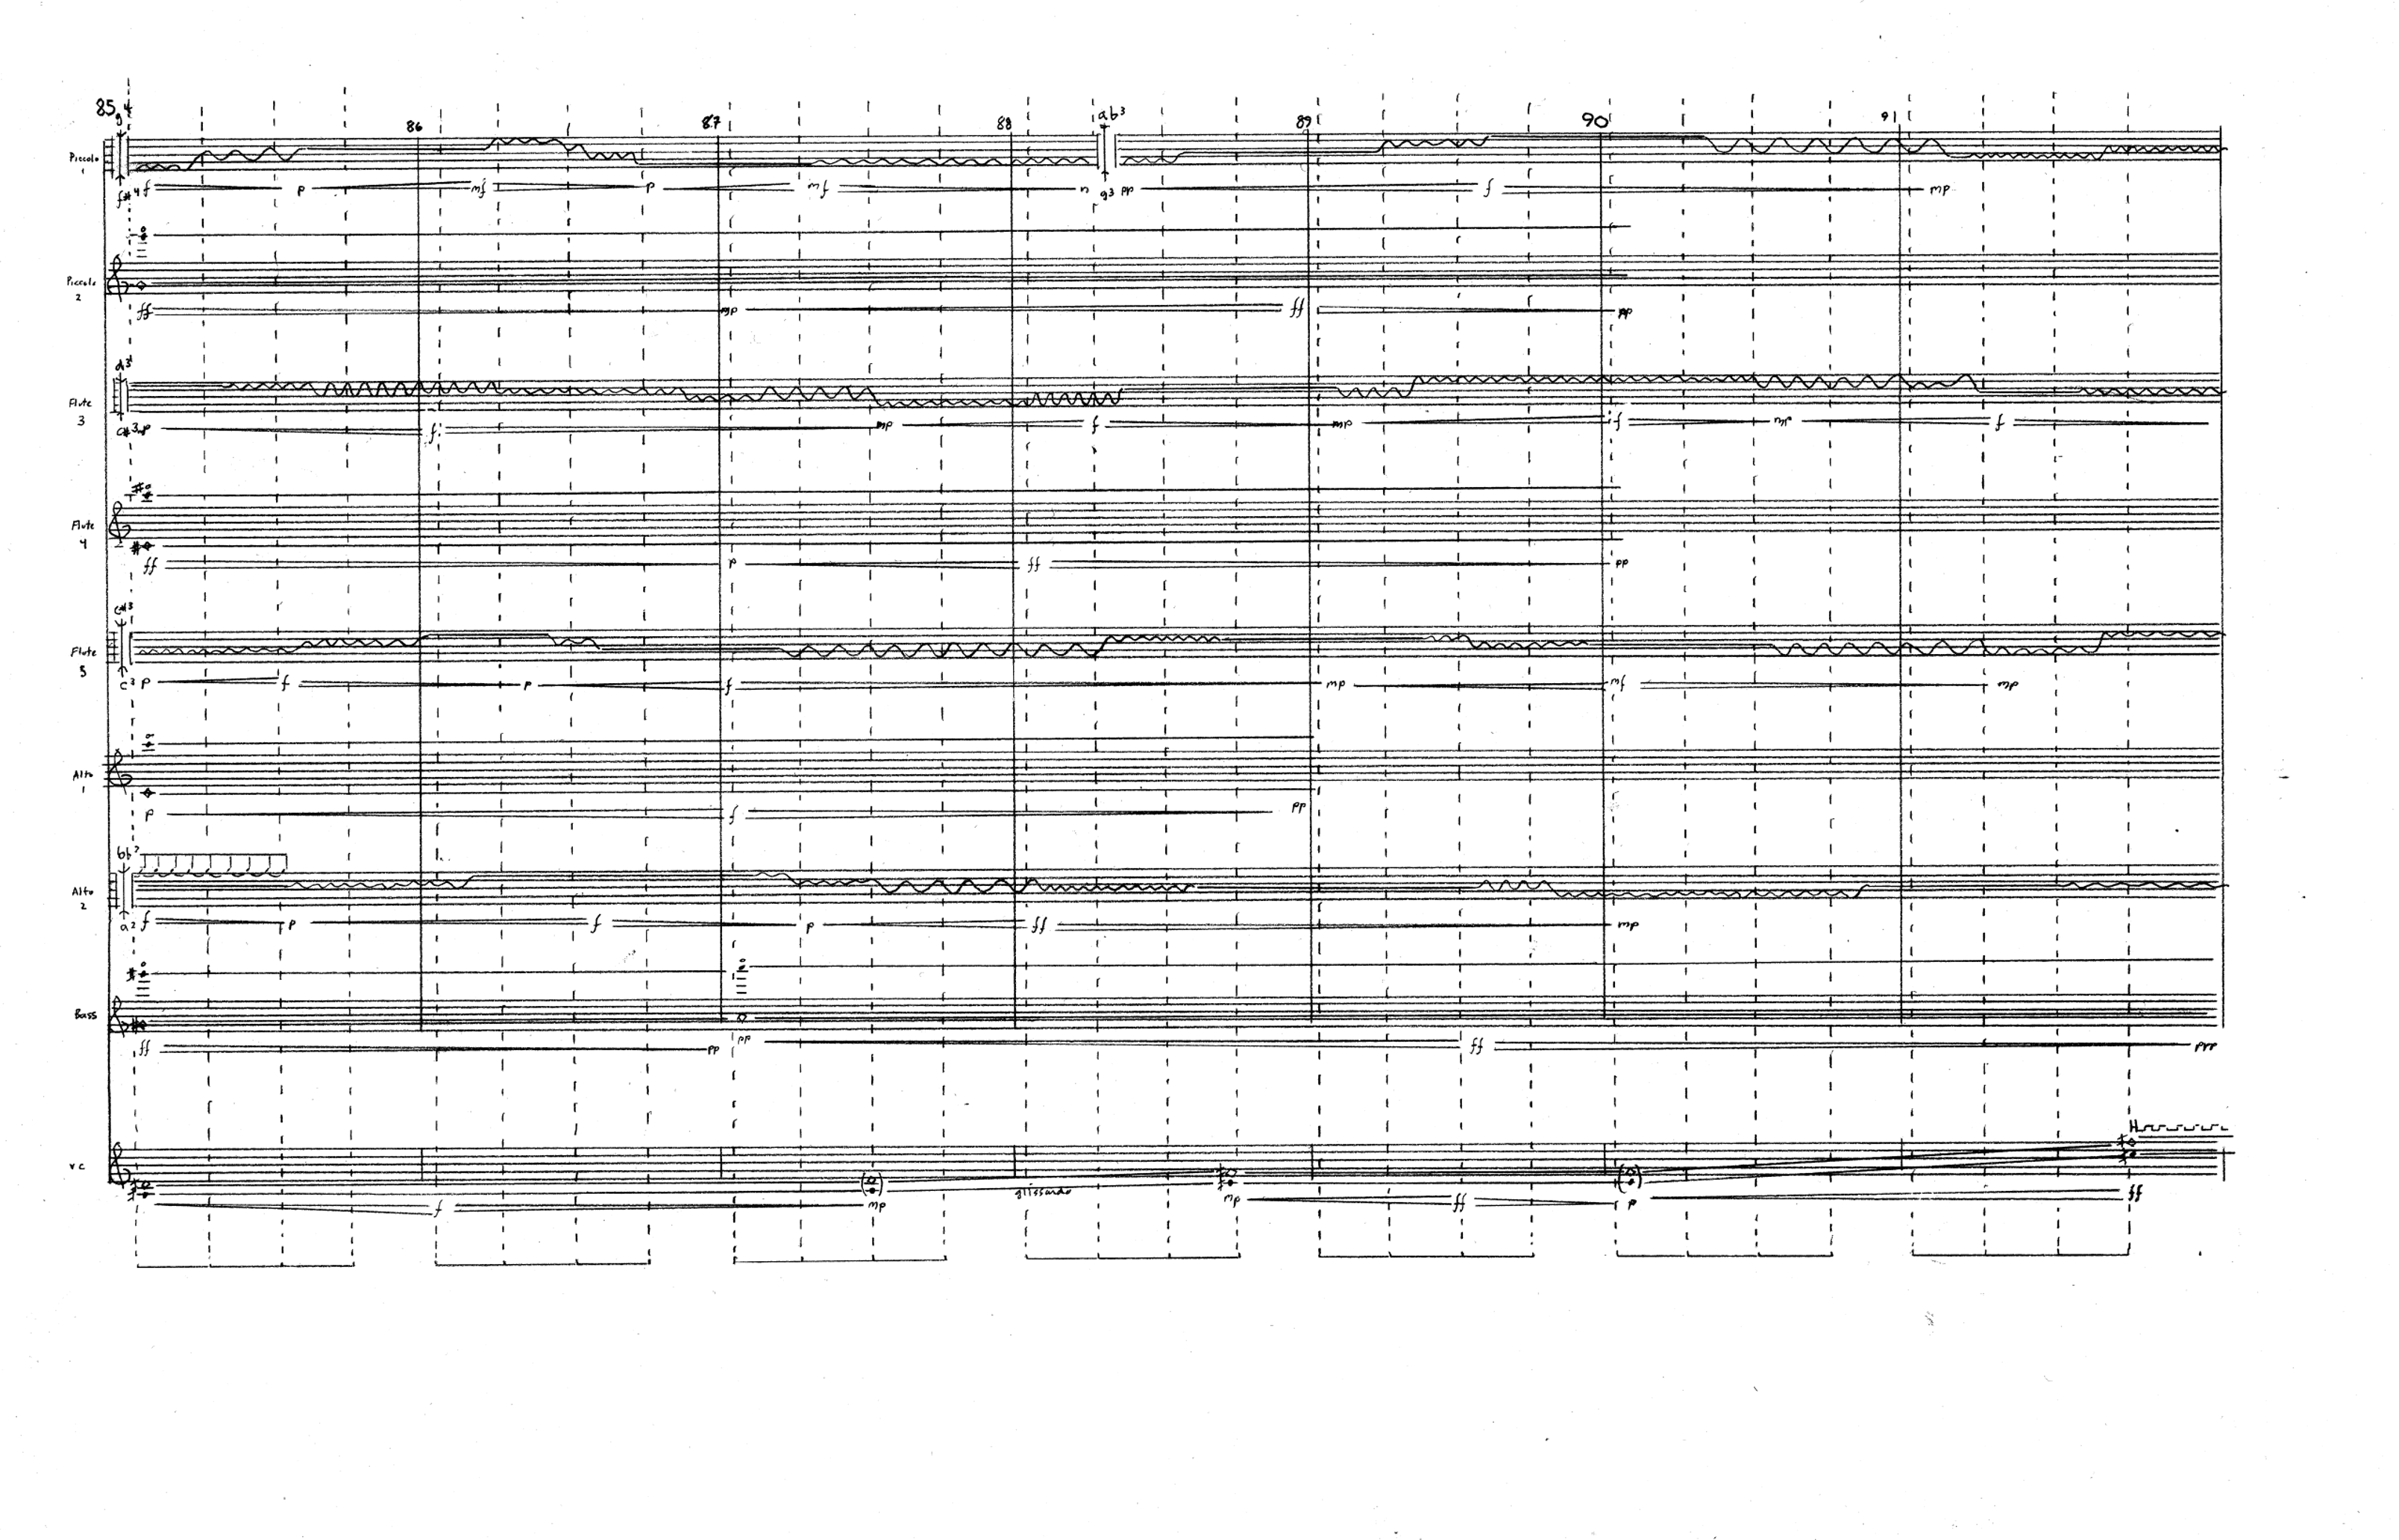 85 4
86 87 88 89 90 91
g4 ab3
Piccolo
1
f p mf p mf n pp f mp
f#4 g3
Piccolo
2
ff mp ff pp
d3
Flute
3
c#3 mp f mp f mp f mf f
Flute
4
ff p ff pp
c#3
Flute
5
c3 p f p f mp mf mp
Alto
1
p f pp
bb2
Alto
2
a2 f p f p ff mp
Bass
ff pp pp ff ppp
vc
glissando
f mp mp ff p ff